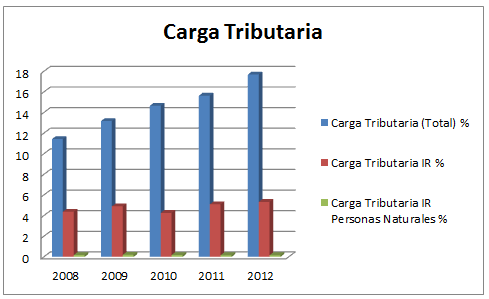 Carga Tributaria
18
16
14
12
10
8
6
4
2
0
2008 2009 2010 2011 2012
Carga Tributaria (Total) %
Carga Tributaria IR %
Carga Tributaria IR
Personas Naturales %